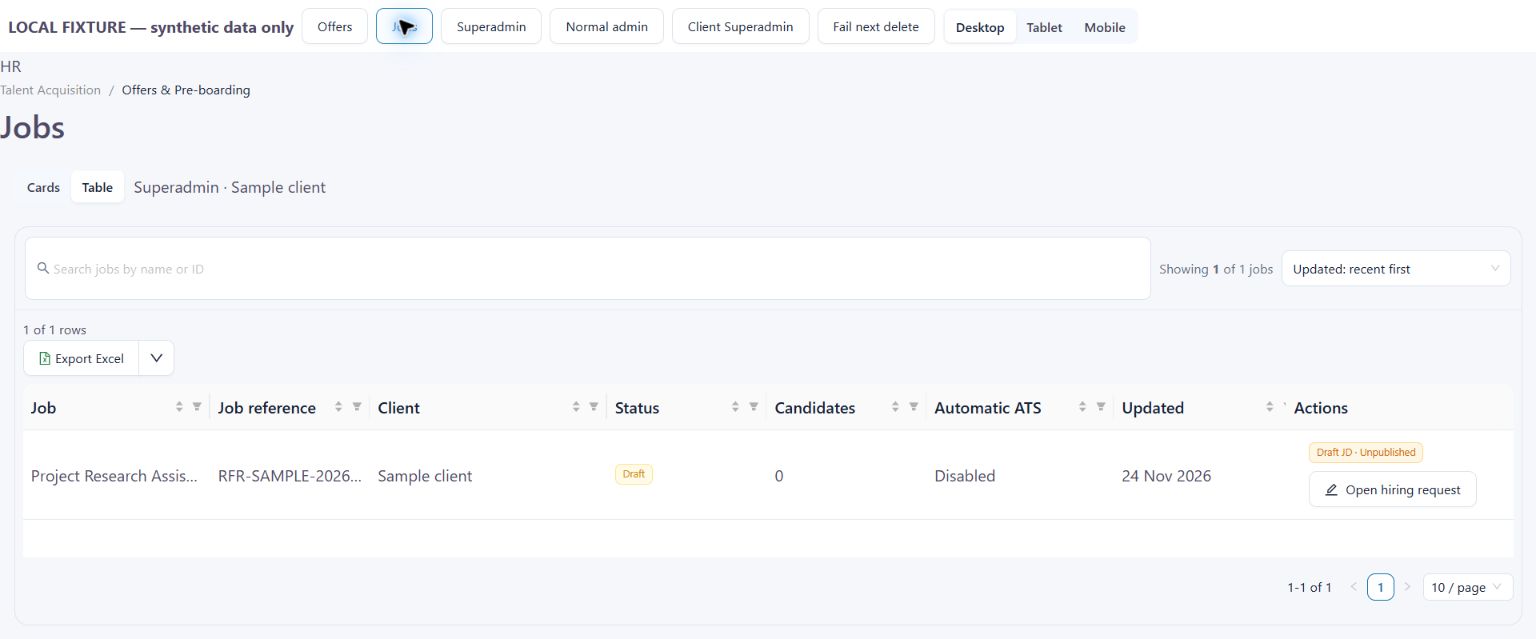 LOCAL FIXTURE — synthetic data only Offers Superadmin Normal admin Client Superadmin Fail next delete Desktop Tablet Mobile
HR
Talent Acquisition / Offers & Pre-boarding
Jobs
Cards Table Superadmin · Sample client
Search jobs by name or ID Showing 1 of 1 jobs Updated: recent first
1 of 1 rows
Export Excel
Job Job reference Client Status Candidates Automatic ATS Updated Actions
Draft JD · Unpublished
Project Research Assis... RFR-SAMPLE-2026... Sample client Draft 0 Disabled 24 Nov 2026
Open hiring request
1-1 of 1 < 1 > 10 / page